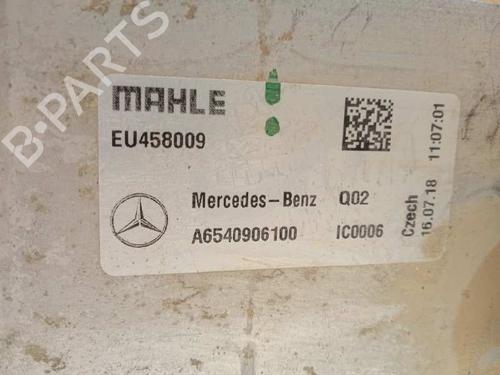 B-PARTS
MAHLE
EU458009
Mercedes-Benz Q02
A6540906100 IC0006
Czech
16.07.18 11:07:01